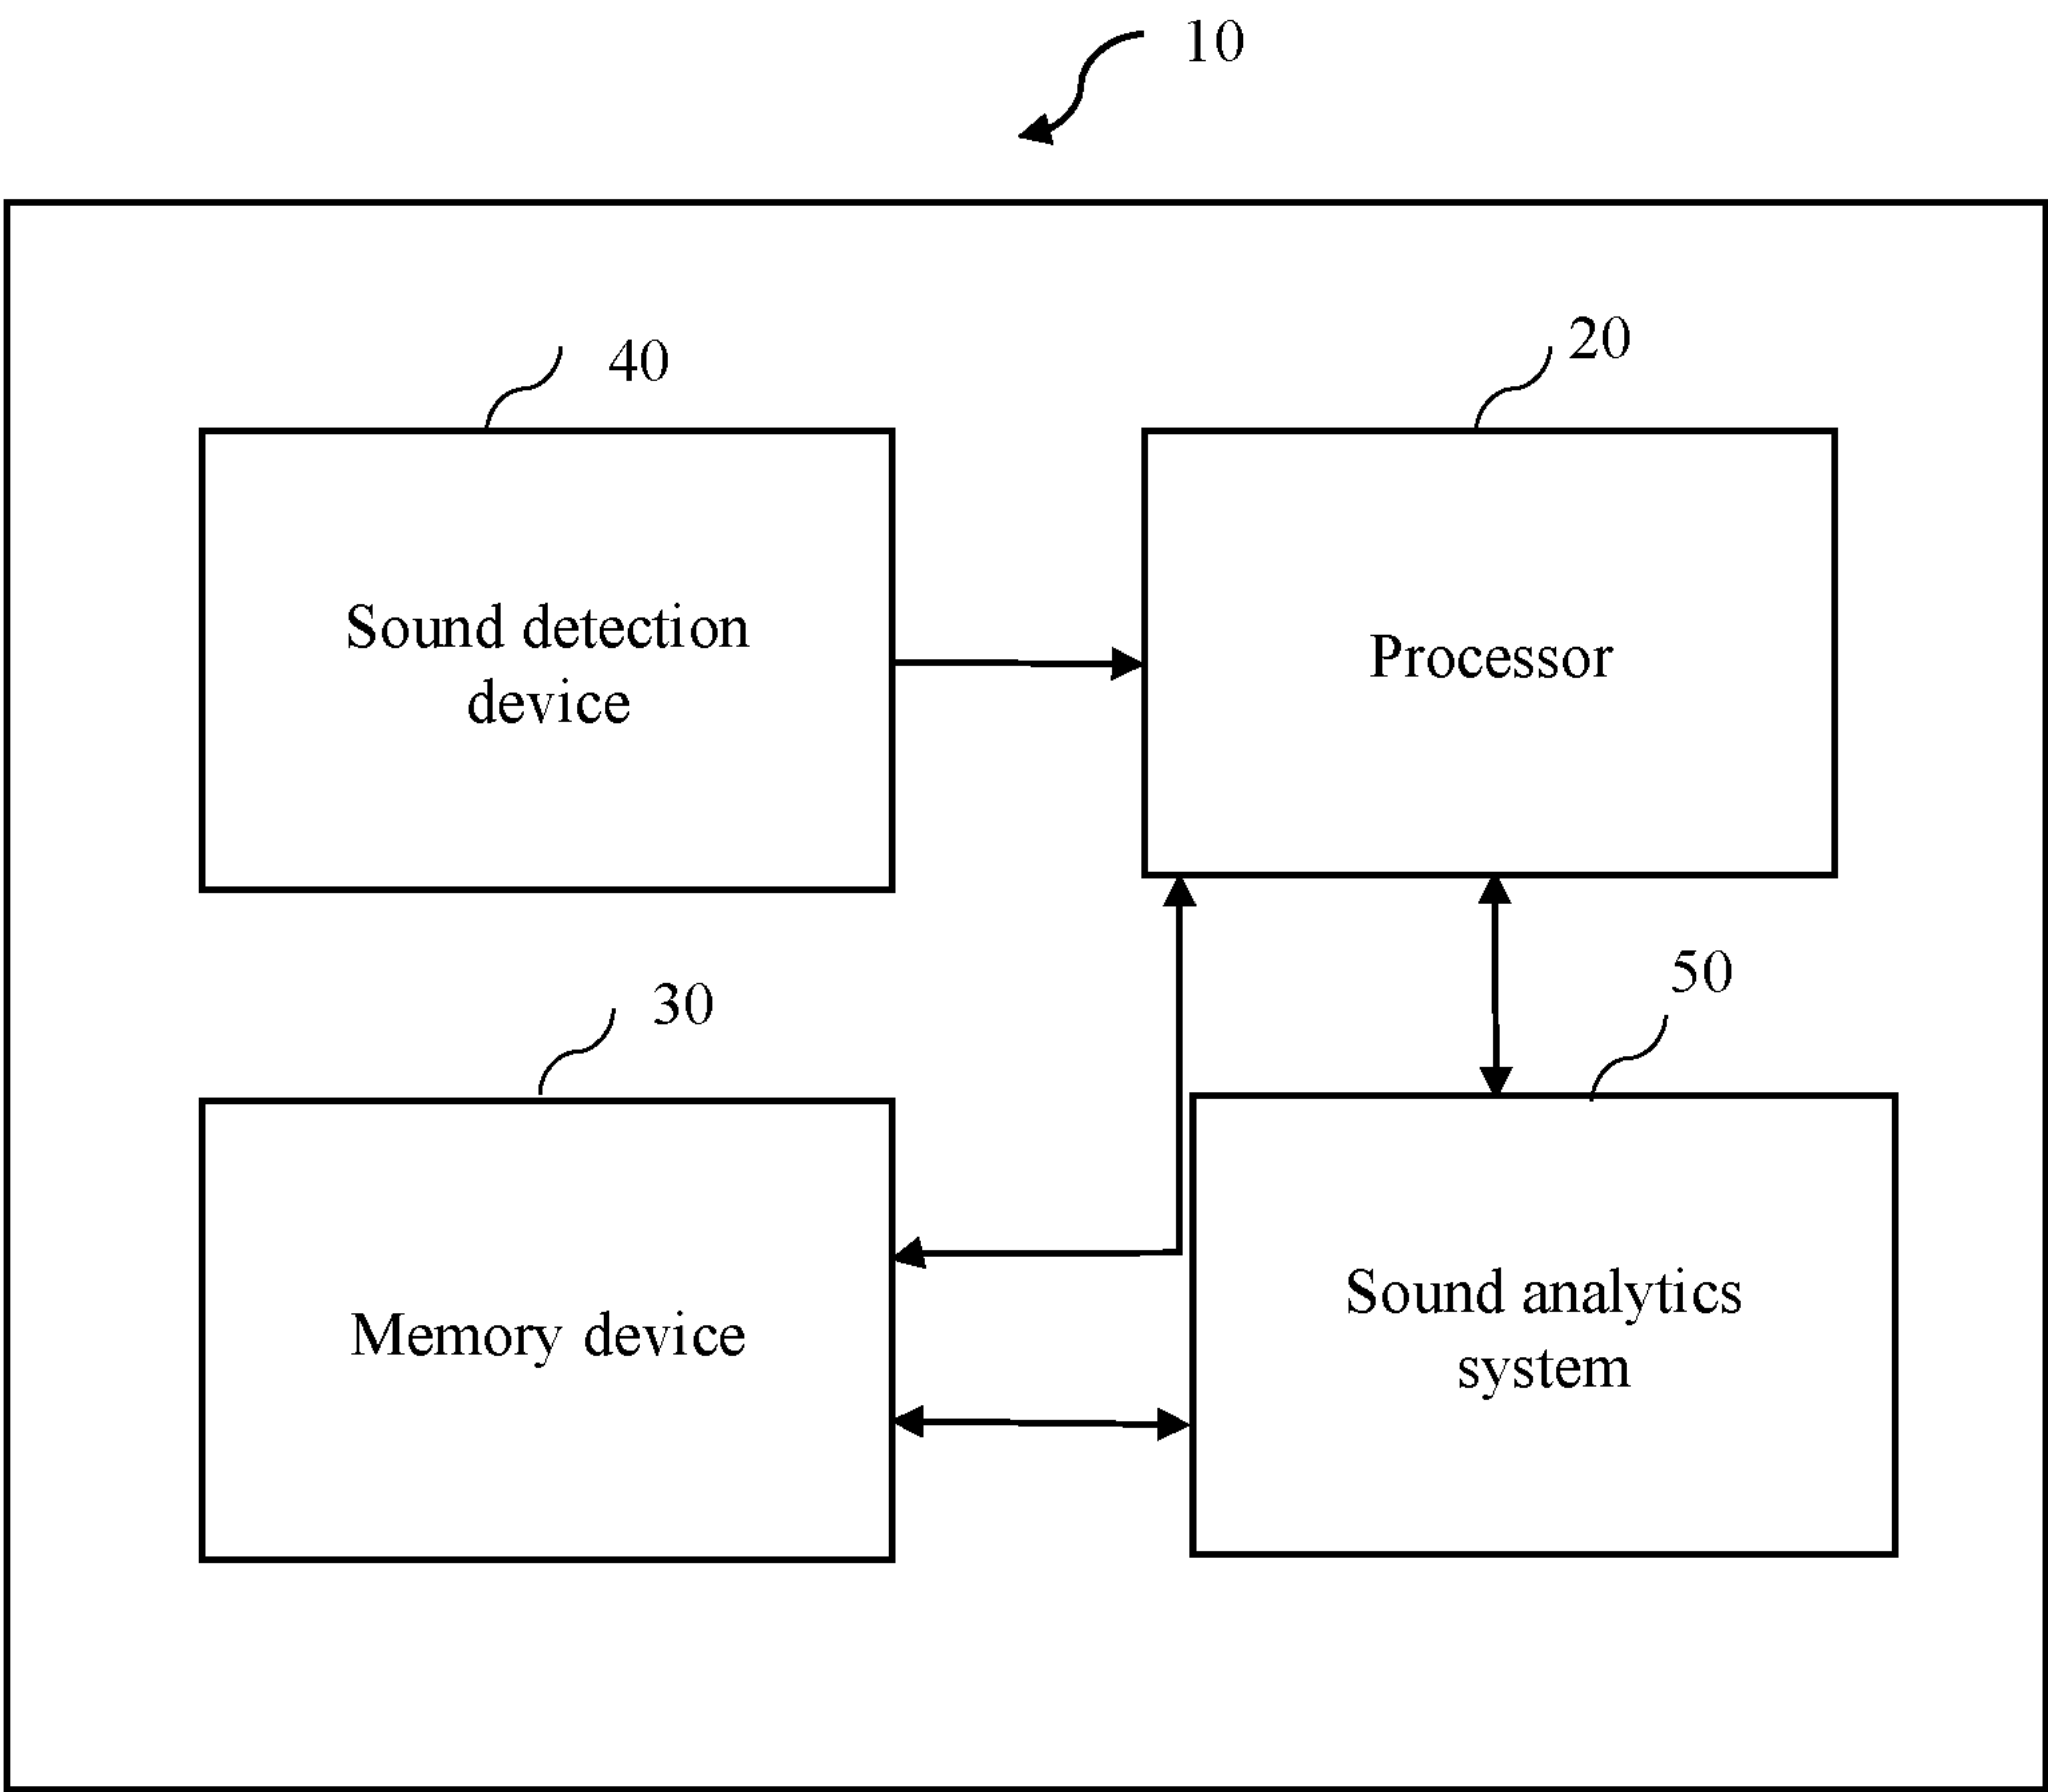 10
40
20
Sound detection
device
Processor
30
50
Memory device
Sound analytics
system